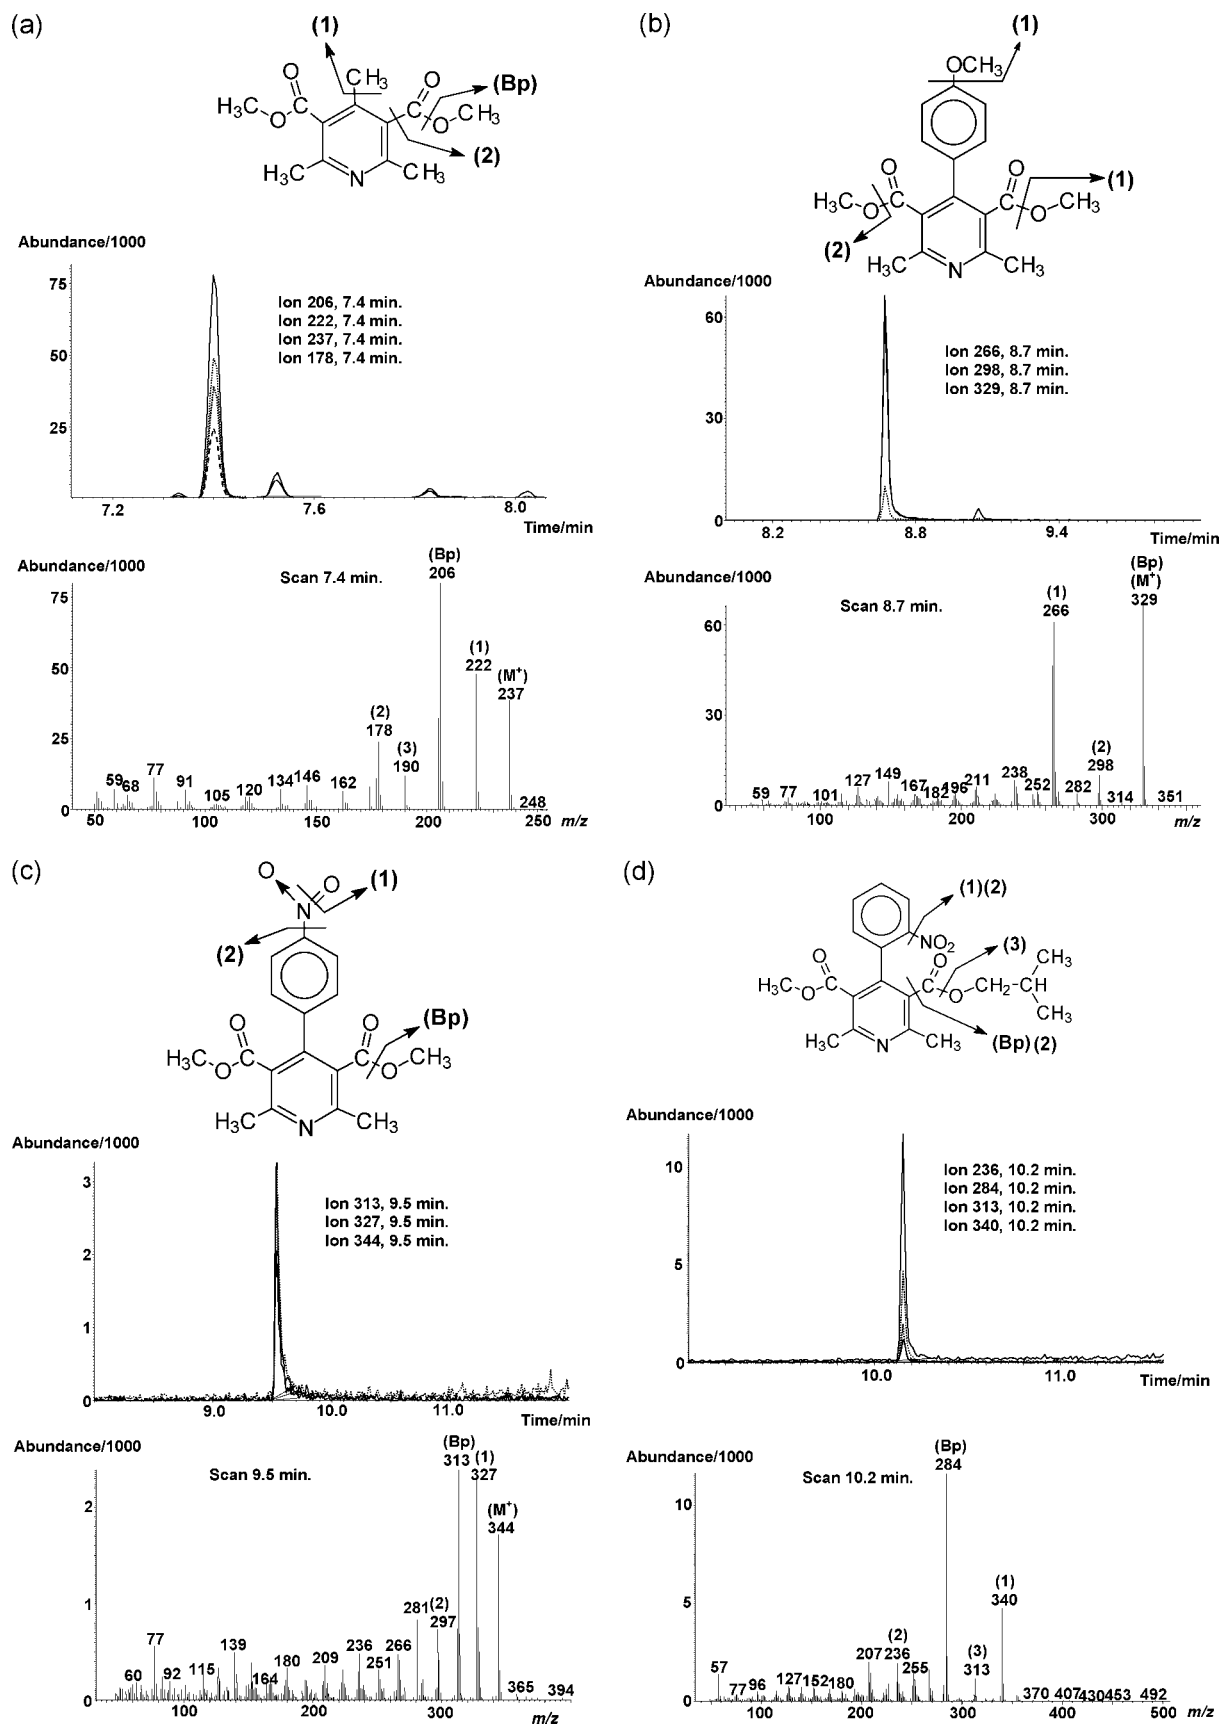 (a)
(1)
O
CH3
O
(Bp)
H3C
C
C
CH3
O
O
(2)
H3C
N
CH3
Abundance/1000
75
50
25
Ion 206, 7.4 min.
Ion 222, 7.4 min.
Ion 237, 7.4 min.
Ion 178, 7.4 min.
7.2 7.6 8.0
Time/min
Abundance/1000
Scan 7.4 min.
75
50
25
0
(Bp)
206
(1)
222
(M+)
237
(2)
178
(3)
190
59 68 77 91 105 120 134 146 162 248
50 100 150 200 250
m/z
(b)
(1)
OCH3
O
O
(1)
H3C
C
C
CH3
O
O
(2)
H3C
N
CH3
Abundance/1000
60
30
0
Ion 266, 8.7 min.
Ion 298, 8.7 min.
Ion 329, 8.7 min.
8.2 8.8 9.4
Time/min
Abundance/1000
Scan 8.7 min.
60
30
0
(Bp)
(M+)
329
(1)
266
(2)
298
59 77 101 127 149 167 182 196 211 238 252 282 314 351
100 200 300
m/z
(c)
O
O
(1)
N
(2)
(Bp)
O
O
H3C
C
C
CH3
O
O
H3C
N
CH3
Abundance/1000
3
2
1
0
Ion 313, 9.5 min.
Ion 327, 9.5 min.
Ion 344, 9.5 min.
9.0 10.0 11.0
Time/min
Abundance/1000
Scan 9.5 min.
2
1
0
(Bp)
313
(1)
327
(M+)
344
281
(2)
297
60 77 92 115 139 164 180 209 236 251 266 365 394
100 200 300
m/z
(d)
(1)(2)
NO2
(3)
O
O
CH3
H3C
C
C
CH2
CH
O
O
CH3
H3C
N
CH3
(Bp)(2)
Abundance/1000
10
5
0
Ion 236, 10.2 min.
Ion 284, 10.2 min.
Ion 313, 10.2 min.
Ion 340, 10.2 min.
10.0 11.0
Time/min
Abundance/1000
Scan 10.2 min.
10
5
0
(Bp)
284
(1)
340
(2)
236
(3)
313
57 77 96 127 152 180 207 255 370 407 430 453 492
100 200 300 400 500
m/z